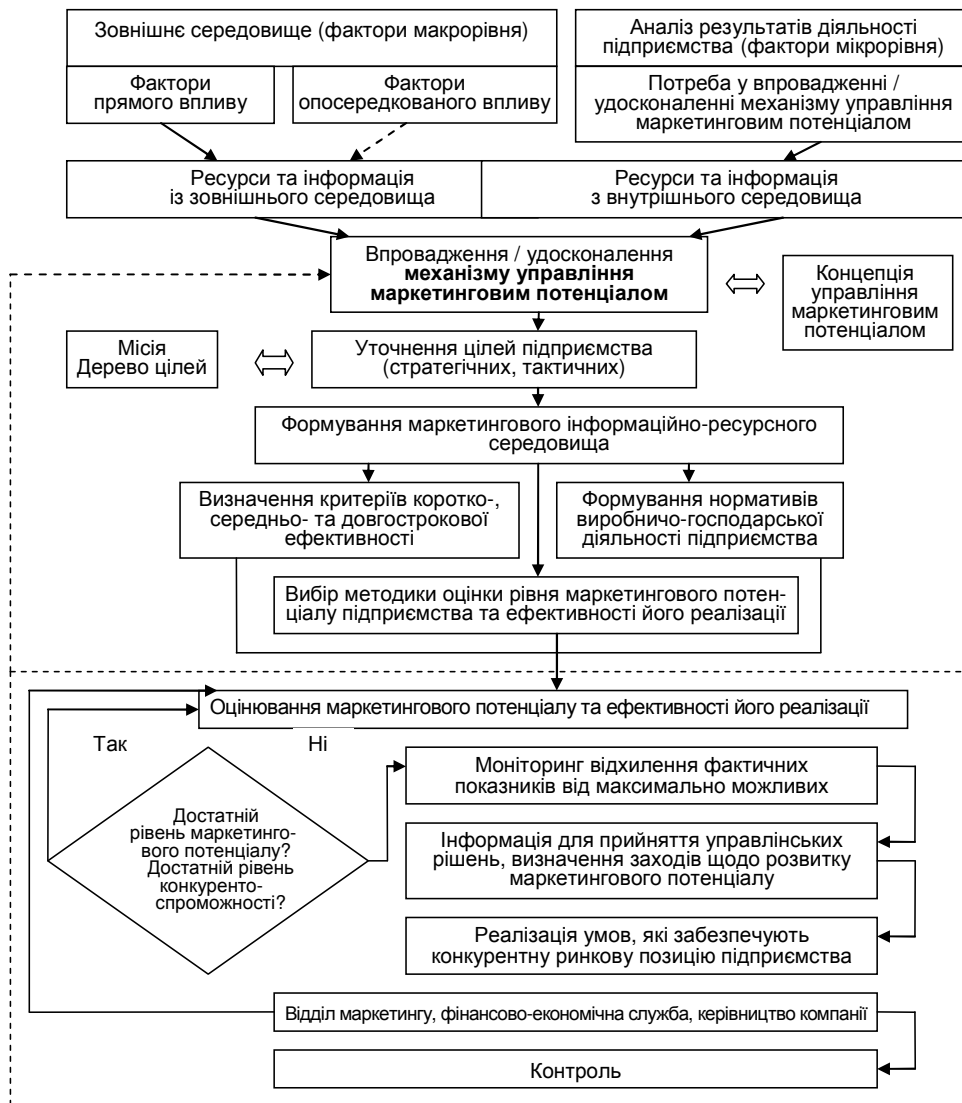 Зовнішнє середовище (фактори макрорівня)
Аналіз результатів діяльності
підприємства (фактори мікрорівня)
Фактори
прямого впливу
Фактори
опосередкованого впливу
Потреба у впровадженні /
удосконаленні механізму управління
маркетинговим потенціалом
Ресурси та інформація
із зовнішнього середовища
Ресурси та інформація
з внутрішнього середовища
Впровадження / удосконалення
механізму управління
маркетинговим потенціалом
Концепція
управління
маркетинговим
потенціалом
Місія
Дерево цілей
Уточнення цілей підприємства
(стратегічних, тактичних)
Формування маркетингового інформаційно-ресурсного
середовища
Визначення критеріїв коротко-,
середньо- та довгострокової
ефективності
Формування нормативів
виробничо-господарської
діяльності підприємства
Вибір методики оцінки рівня маркетингового потен-
ціалу підприємства та ефективності його реалізації
Оцінювання маркетингового потенціалу та ефективності його реалізації
Так
Ні
Достатній
рівень маркетинго-
вого потенціалу?
Достатній рівень
конкуренто-
спроможності?
Моніторинг відхилення фактичних
показників від максимально можливих
Інформація для прийняття управлінських
рішень, визначення заходів щодо розвитку
маркетингового потенціалу
Реалізація умов, які забезпечують
конкурентну ринкову позицію підприємства
Відділ маркетингу, фінансово-економічна служба, керівництво компанії
Контроль